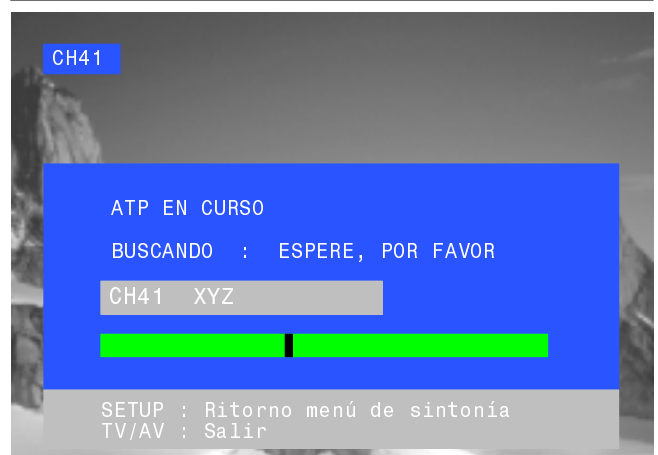 CH41
ATP EN CURSO
BUSCANDO : ESPERE, POR FAVOR
CH41 XYZ
SETUP : Ritorno menú de sintonía
TV/AV : Salir